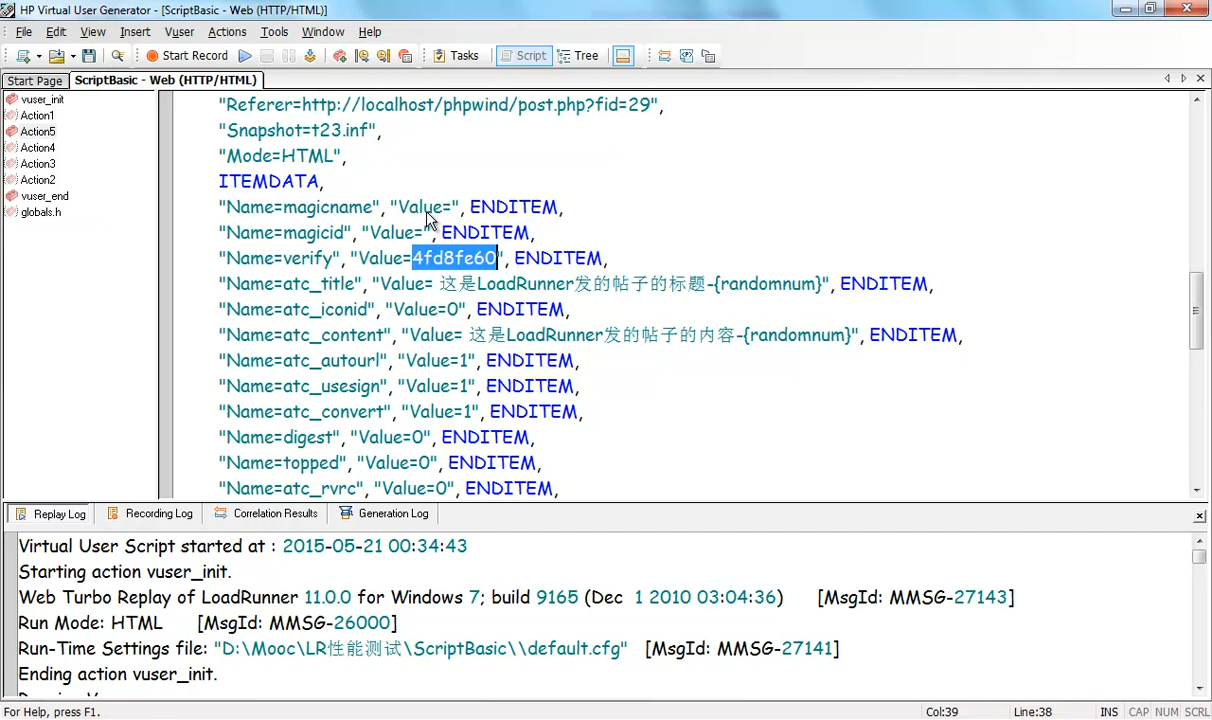 HP Virtual User Generator - [ScriptBasic - Web (HTTP/HTML)]
File Edit View Insert Vuser Actions Tools Window Help
Start Record Tasks Script Tree
Start Page ScriptBasic - Web (HTTP/HTML)
vuser_init
Action1
Action5
Action4
Action3
Action2
vuser_end
globals.h
"Referer=http://localhost/phpwind/post.php?fid=29",
"Snapshot=t23.inf",
"Mode=HTML",
ITEMDATA,
"Name=magicname", "Value=", ENDITEM,
"Name=magicid", "Value=", ENDITEM,
"Name=verify", "Value=4fd8fe60", ENDITEM,
"Name=atc_title", "Value= 这是LoadRunner发的帖子的标题-{randomnum}", ENDITEM,
"Name=atc_iconid", "Value=0", ENDITEM,
"Name=atc_content", "Value= 这是LoadRunner发的帖子的内容-{randomnum}", ENDITEM,
"Name=atc_autourl", "Value=1", ENDITEM,
"Name=atc_usesign", "Value=1", ENDITEM,
"Name=atc_convert", "Value=1", ENDITEM,
"Name=digest", "Value=0", ENDITEM,
"Name=topped", "Value=0", ENDITEM,
"Name=atc_rvrc", "Value=0", ENDITEM,
Replay Log Recording Log Correlation Results Generation Log
Virtual User Script started at : 2015-05-21 00:34:43
Starting action vuser_init.
Web Turbo Replay of LoadRunner 11.0.0 for Windows 7; build 9165 (Dec 1 2010 03:04:36) [MsgId: MMSG-27143]
Run Mode: HTML [MsgId: MMSG-26000]
Run-Time Settings file: "D:\Mooc\LR性能测试\ScriptBasic\\default.cfg" [MsgId: MMSG-27141]
Ending action vuser_init.
For Help, press F1. Col:39 Line:38 INS CAP NUM SCRL